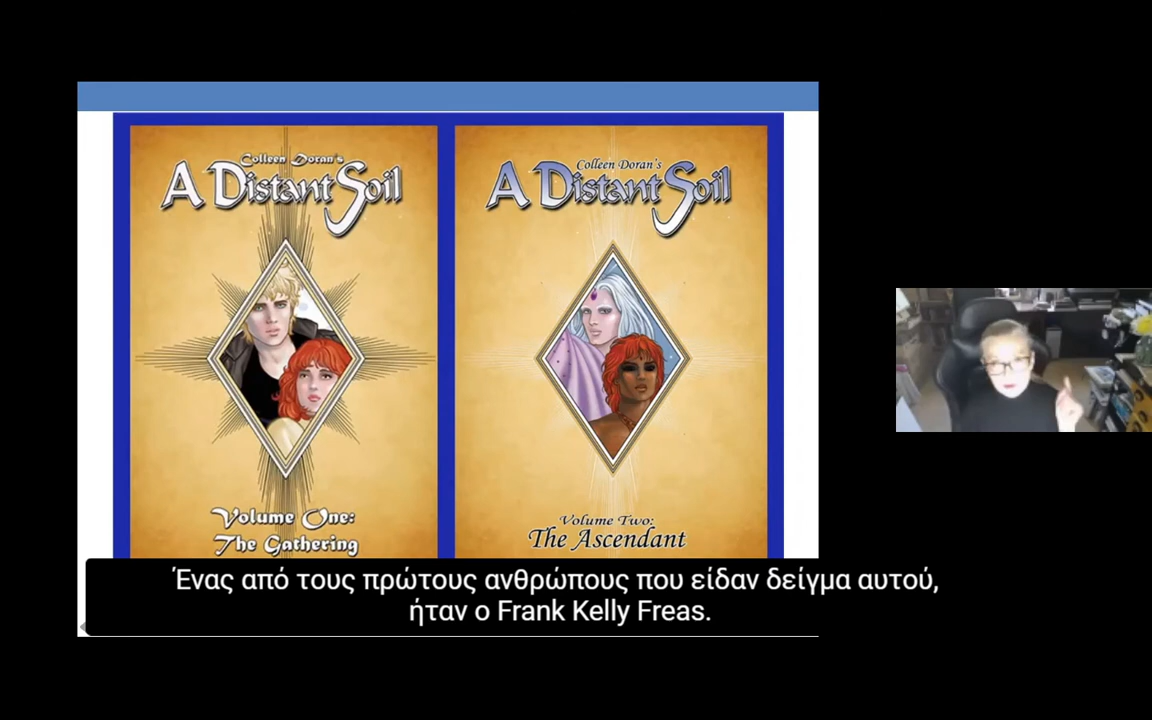 Colleen Doran's
A Distant Soil
Volume One:
The Gathering
Colleen Doran's
A Distant Soil
Volume Two:
The Ascendant
Ένας από τους πρώτους ανθρώπους που είδαν δείγμα αυτού,
ήταν ο Frank Kelly Freas.